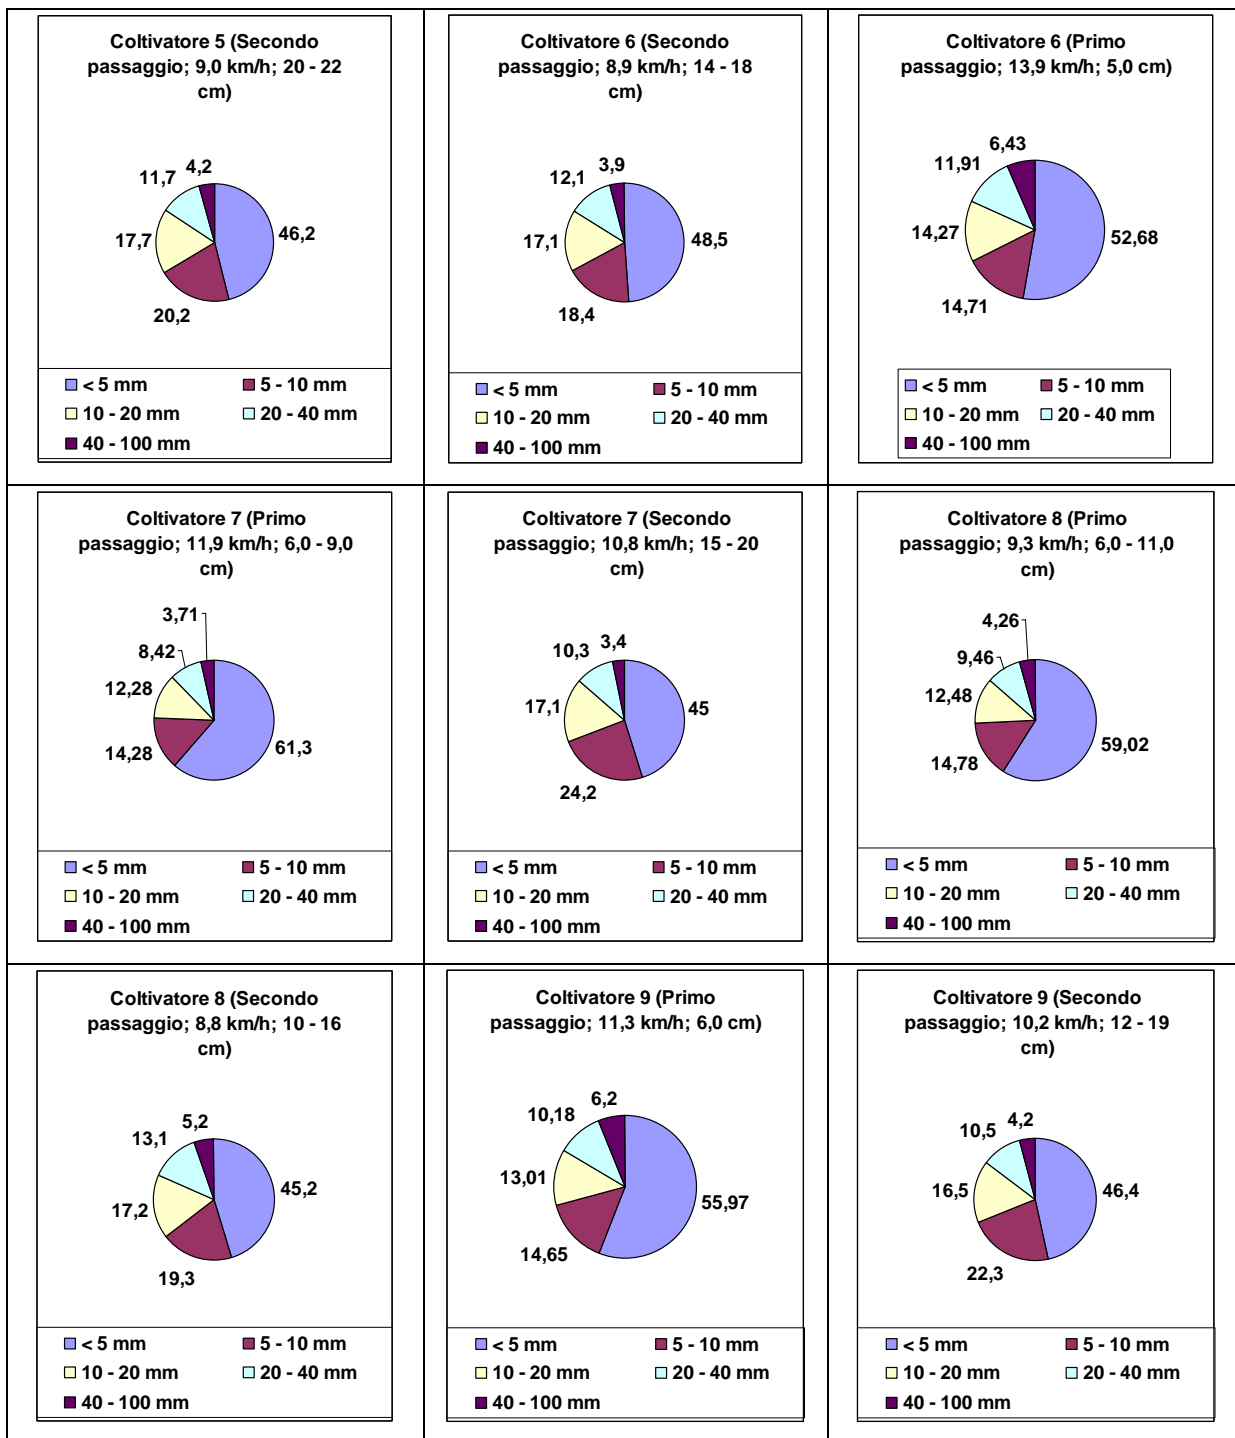 Coltivatore 5 (Secondo
passaggio; 9,0 km/h; 20 - 22
cm)
4,2
11,7
17,7
46,2
20,2
< 5 mm
5 - 10 mm
10 - 20 mm
20 - 40 mm
40 - 100 mm
Coltivatore 6 (Secondo
passaggio; 8,9 km/h; 14 - 18
cm)
3,9
12,1
17,1
48,5
18,4
< 5 mm
5 - 10 mm
10 - 20 mm
20 - 40 mm
40 - 100 mm
Coltivatore 6 (Primo
passaggio; 13,9 km/h; 5,0 cm)
6,43
11,91
14,27
52,68
14,71
< 5 mm
5 - 10 mm
10 - 20 mm
20 - 40 mm
40 - 100 mm
Coltivatore 7 (Primo
passaggio; 11,9 km/h; 6,0 - 9,0
cm)
3,71
8,42
12,28
14,28
61,3
< 5 mm
5 - 10 mm
10 - 20 mm
20 - 40 mm
40 - 100 mm
Coltivatore 7 (Secondo
passaggio; 10,8 km/h; 15 - 20
cm)
3,4
10,3
17,1
45
24,2
< 5 mm
5 - 10 mm
10 - 20 mm
20 - 40 mm
40 - 100 mm
Coltivatore 8 (Primo
passaggio; 9,3 km/h; 6,0 - 11,0
cm)
4,26
9,46
12,48
14,78
59,02
< 5 mm
5 - 10 mm
10 - 20 mm
20 - 40 mm
40 - 100 mm
Coltivatore 8 (Secondo
passaggio; 8,8 km/h; 10 - 16
cm)
5,2
13,1
17,2
45,2
19,3
< 5 mm
5 - 10 mm
10 - 20 mm
20 - 40 mm
40 - 100 mm
Coltivatore 9 (Primo
passaggio; 11,3 km/h; 6,0 cm)
6,2
10,18
13,01
55,97
14,65
< 5 mm
5 - 10 mm
10 - 20 mm
20 - 40 mm
40 - 100 mm
Coltivatore 9 (Secondo
passaggio; 10,2 km/h; 12 - 19
cm)
4,2
10,5
16,5
46,4
22,3
< 5 mm
5 - 10 mm
10 - 20 mm
20 - 40 mm
40 - 100 mm